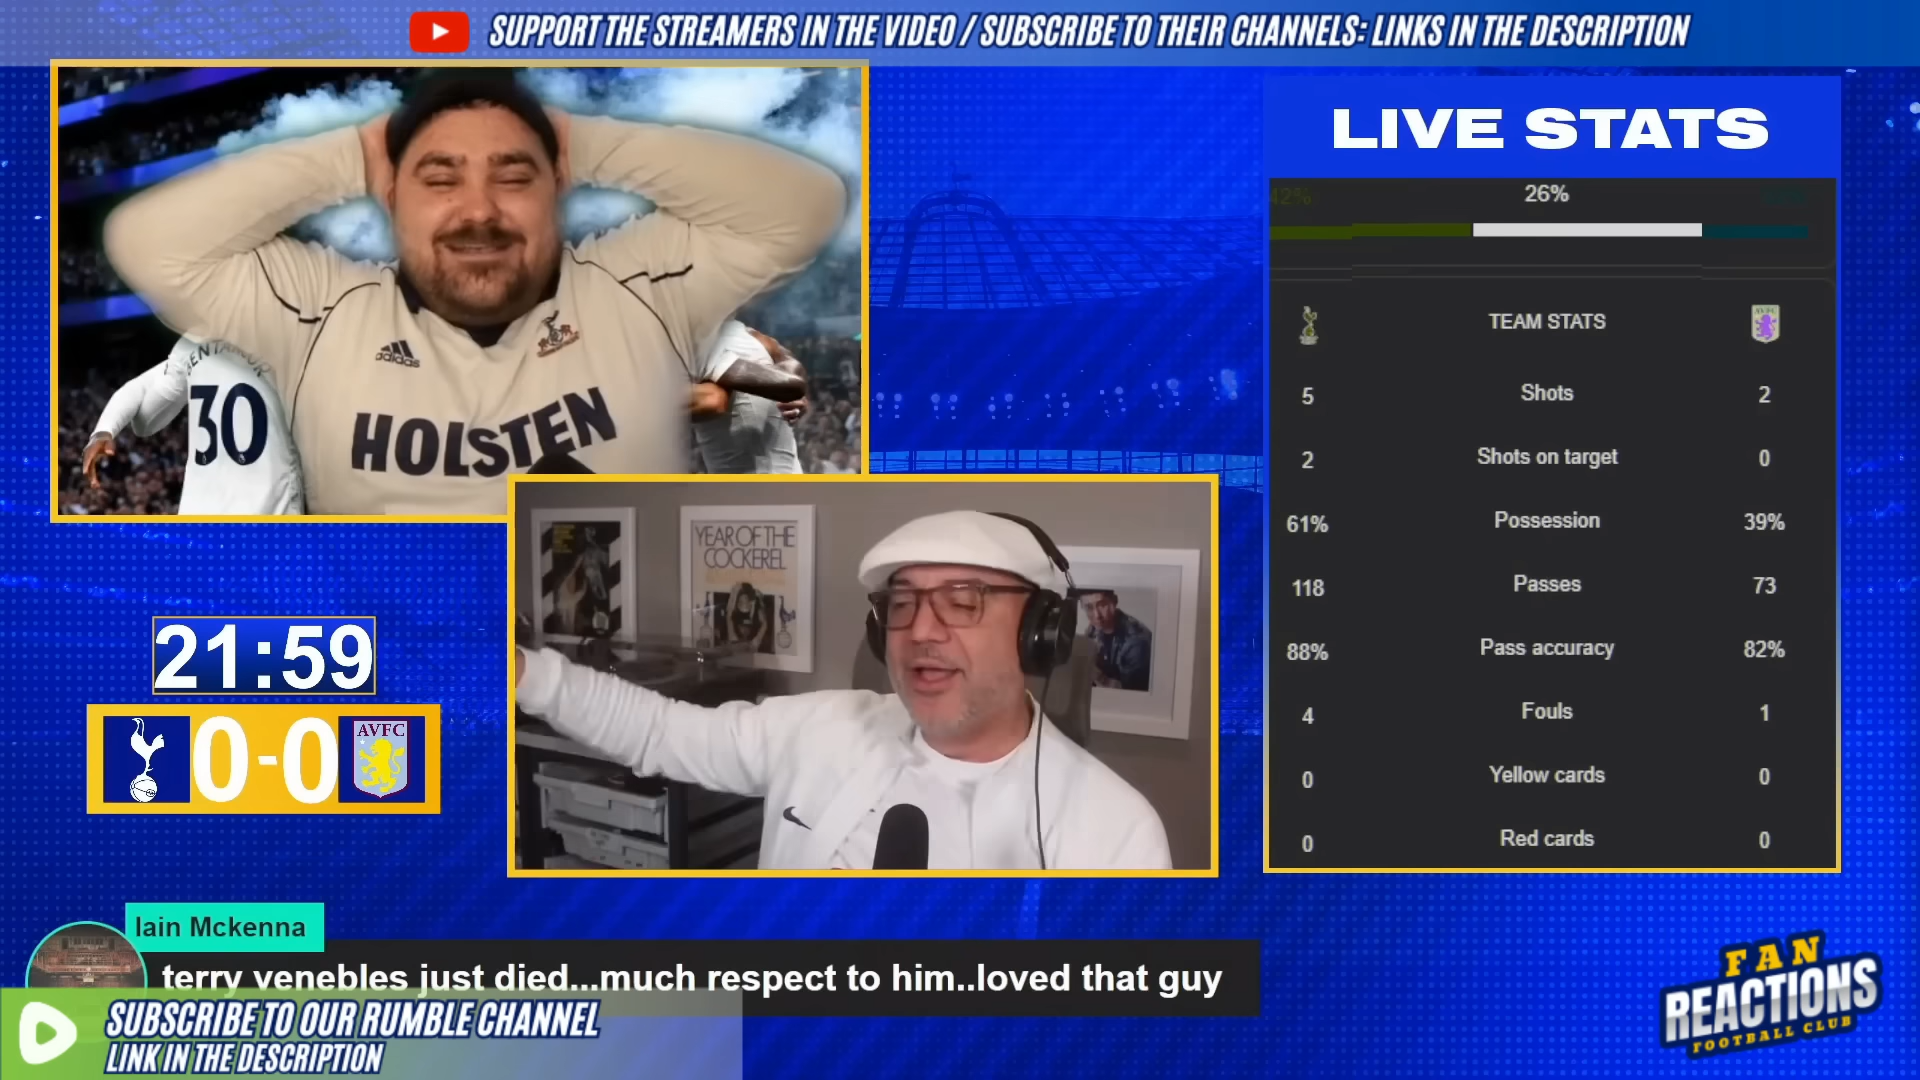 SUPPORT THE STREAMERS IN THE VIDEO / SUBSCRIBE TO THEIR CHANNELS: LINKS IN THE DESCRIPTION
ENTANCUR
30
adidas
HOLSTEN
YEAR OF THE
COCKEREL
21:59
0-0
AVFC
LIVE STATS
42%
26%
TEAM STATS
5 Shots 2
2 Shots on target 0
61% Possession 39%
118 Passes 73
88% Pass accuracy 82%
4 Fouls 1
0 Yellow cards 0
0 Red cards 0
Iain Mckenna
terry venebles just died...much respect to him..loved that guy
SUBSCRIBE TO OUR RUMBLE CHANNEL
LINK IN THE DESCRIPTION
FAN
REACTIONS
FOOTBALL CLUB